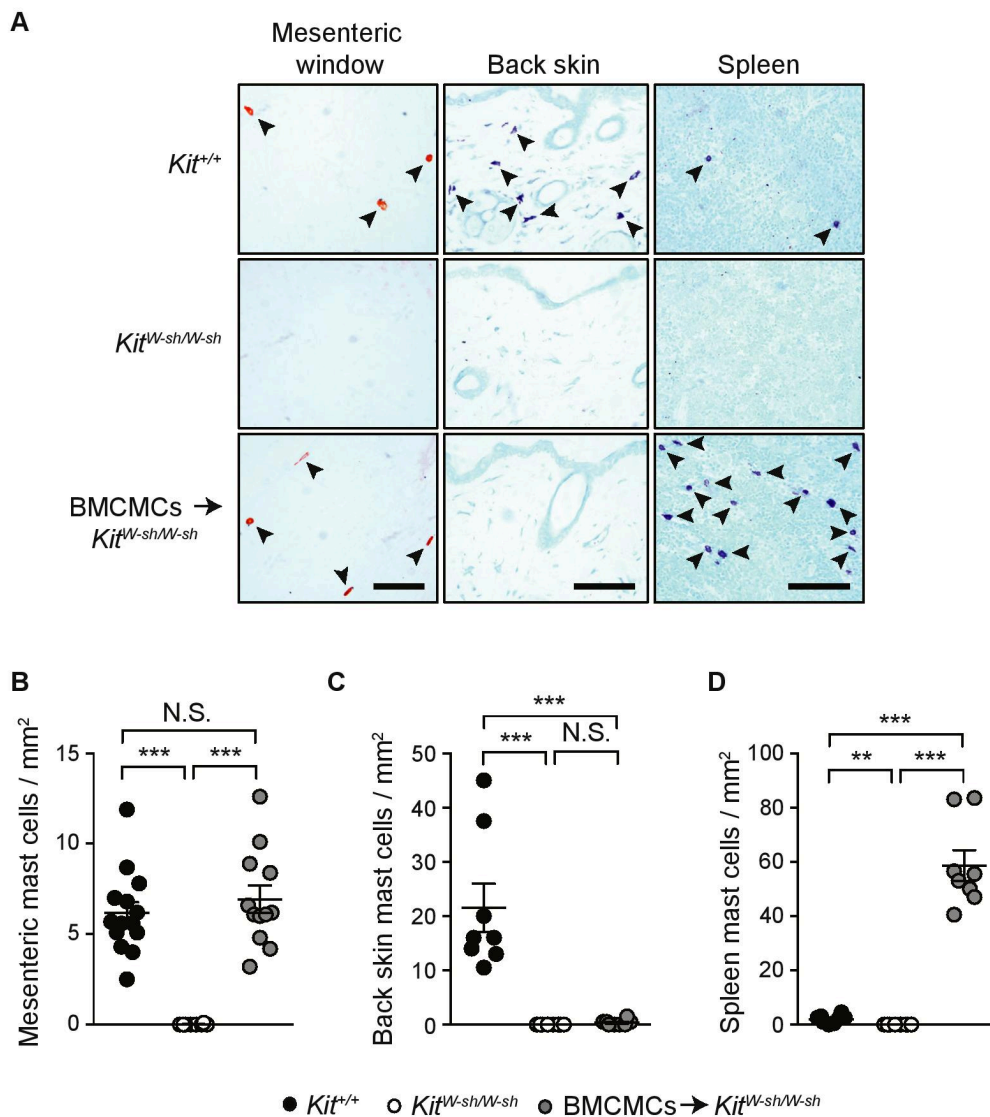 A
Mesenteric
window
Back skin
Spleen
Kit+/+
KitW-sh/W-sh
BMCMCs →
KitW-sh/W-sh
B
N.S.
***
***
Mesenteric mast cells / mm2
15
10
5
0
C
***
***
N.S.
Back skin mast cells / mm2
50
40
30
20
10
0
D
***
**
***
Spleen mast cells / mm2
100
80
60
40
20
0
Kit+/+
KitW-sh/W-sh
BMCMCs → KitW-sh/W-sh